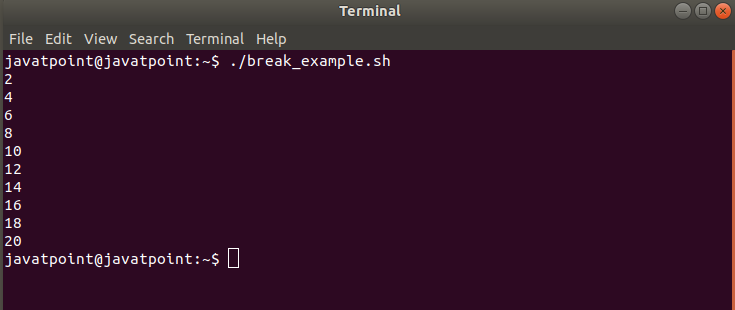 Terminal
File Edit View Search Terminal Help
javatpoint@javatpoint:~$ ./break_example.sh
2
4
6
8
10
12
14
16
18
20
javatpoint@javatpoint:~$